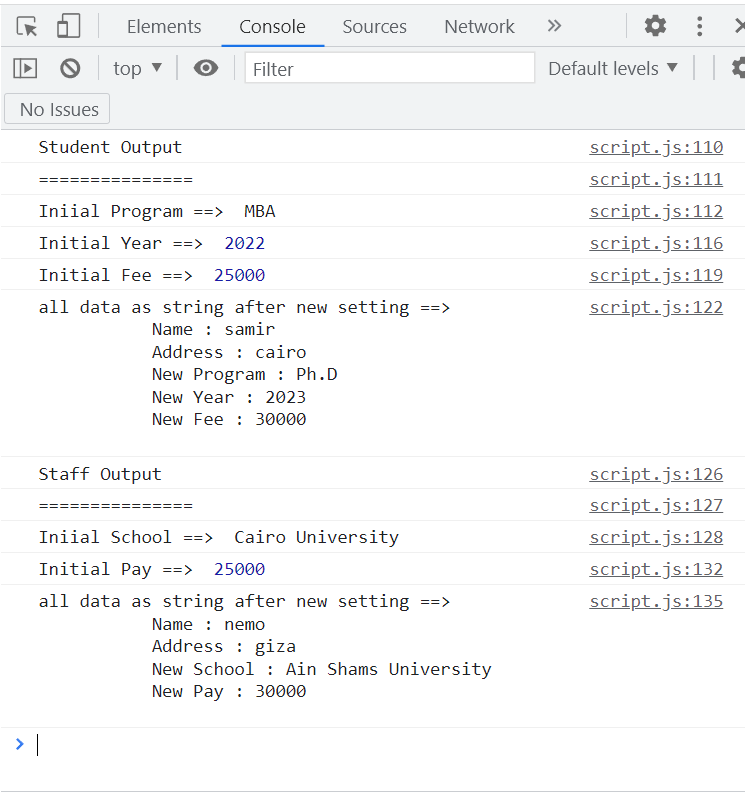 Elements Console Sources Network »
top ▼ Filter Default levels ▼
No Issues
Student Output script.js:110
=============== script.js:111
Iniial Program ==> MBA script.js:112
Initial Year ==> 2022 script.js:116
Initial Fee ==> 25000 script.js:119
all data as string after new setting ==> script.js:122
Name : samir
Address : cairo
New Program : Ph.D
New Year : 2023
New Fee : 30000
Staff Output script.js:126
=============== script.js:127
Iniial School ==> Cairo University script.js:128
Initial Pay ==> 25000 script.js:132
all data as string after new setting ==> script.js:135
Name : nemo
Address : giza
New School : Ain Shams University
New Pay : 30000
>